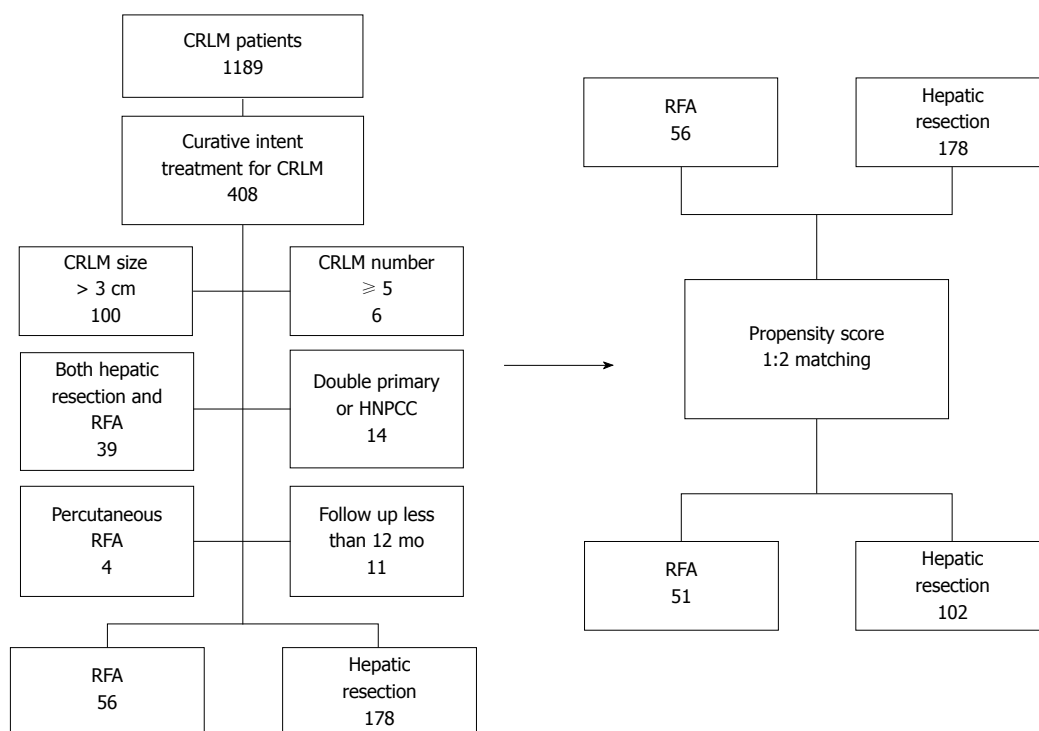 CRLM patients
1189
Curative intent
treatment for CRLM
408
CRLM size
> 3 cm
100
CRLM number
⩾ 5
6
Both hepatic
resection and
RFA
39
Double primary
or HNPCC
14
Percutaneous
RFA
4
Follow up less
than 12 mo
11
RFA
56
Hepatic
resection
178
RFA
56
Hepatic
resection
178
Propensity score
1:2 matching
RFA
51
Hepatic
resection
102